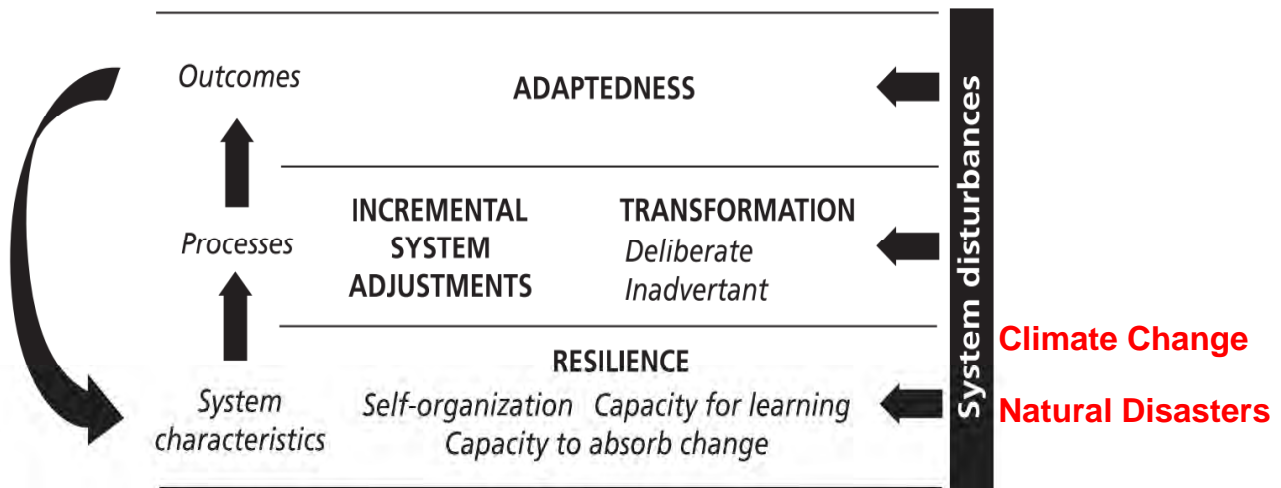 Outcomes
ADAPTEDNESS
Processes
INCREMENTAL
SYSTEM
ADJUSTMENTS
TRANSFORMATION
Deliberate
Inadvertent
System
characteristics
RESILIENCE
Self-organization Capacity for learning
Capacity to absorb change
System disturbances
Climate Change
Natural Disasters